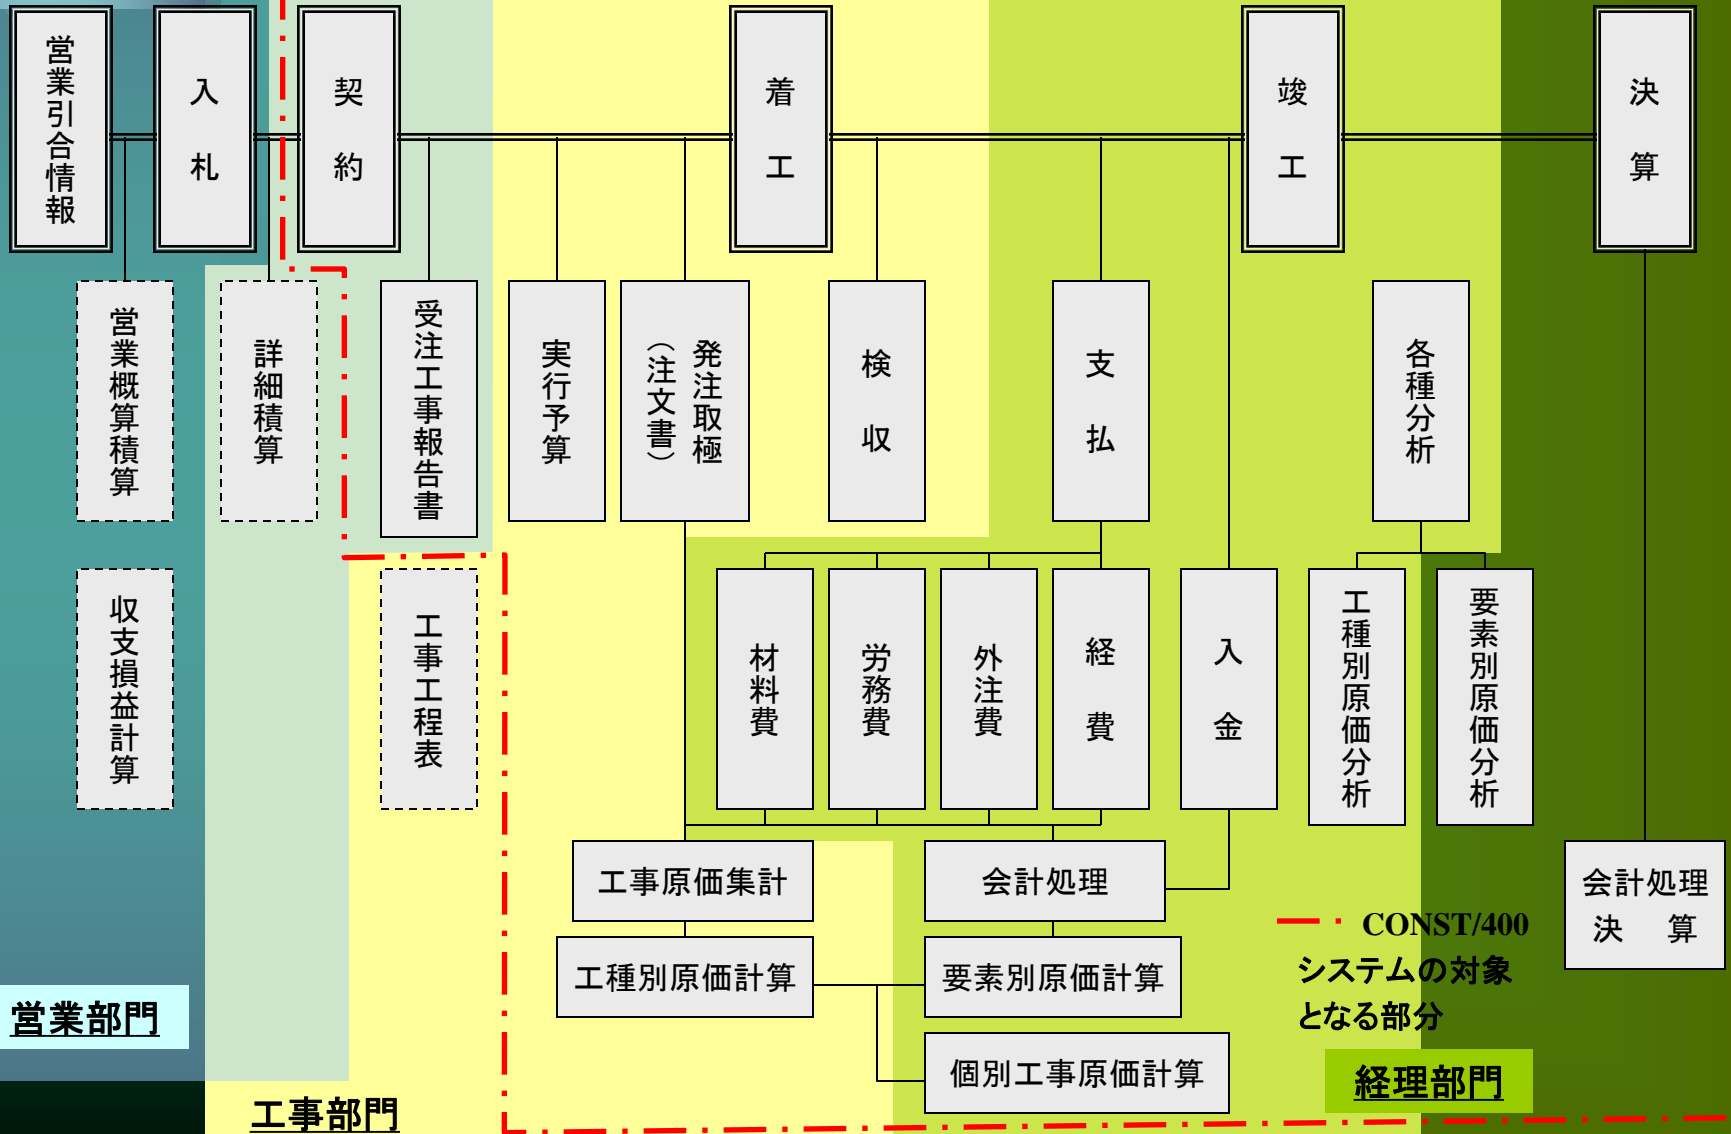 営業引合情報
入札
契約
着工
竣工
決算
営業概算積算
詳細積算
受注工事報告書
実行予算
発注取極
（注文書）
検収
支払
各種分析
収支損益計算
工事工程表
材料費
労務費
外注費
経費
入金
工種別原価分析
要素別原価分析
工事原価集計
会計処理
会計処理
決　算
工種別原価計算
要素別原価計算
個別工事原価計算
CONST/400
システムの対象
となる部分
営業部門
工事部門
経理部門